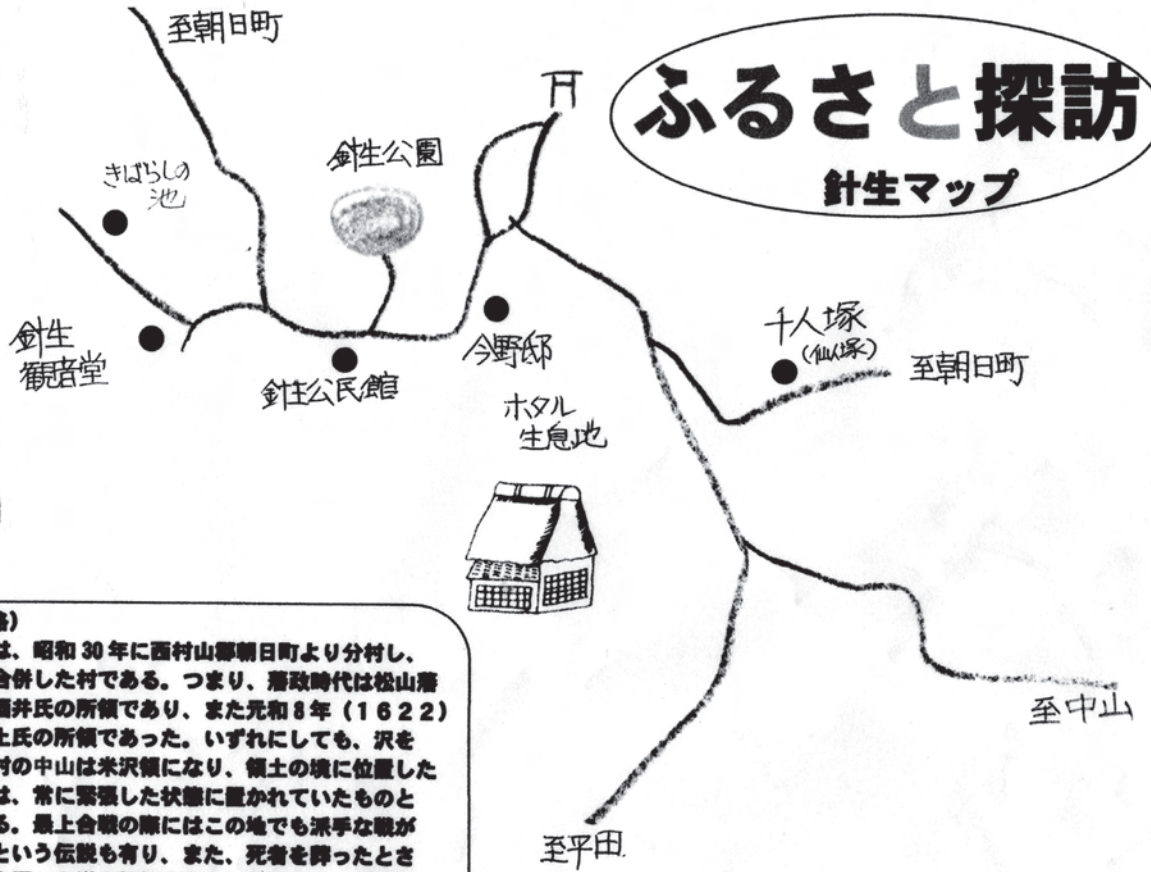 ふるさと探訪
針生マップ
至朝日町
きばらしの
池
針生公園
針生
観音堂
針生公民館
今野邸
千人塚
(仙人塚)
至朝日町
ホタル
生息地
至中山
至平田
は、昭和30年に西村山郡朝日町より分村し、
合併した村である。つまり、藩政時代は松山藩
酒井氏の所領であり、また元和8年(1622)
上氏の所領であった。いずれにしても、沢を
村の中山は米沢領になり、領土の境に位置した
は、常に緊張した状態に置かれていたものと
る。最上合戦の際にはこの地でも派手な戦が
という伝説も有り、また、死者を葬ったとさ